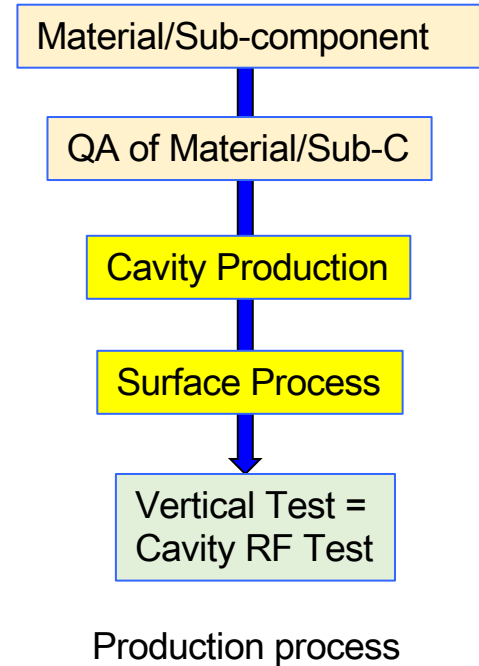 Material/Sub-component
QA of Material/Sub-C
Cavity Production
Surface Process
Vertical Test =
Cavity RF Test
Production process